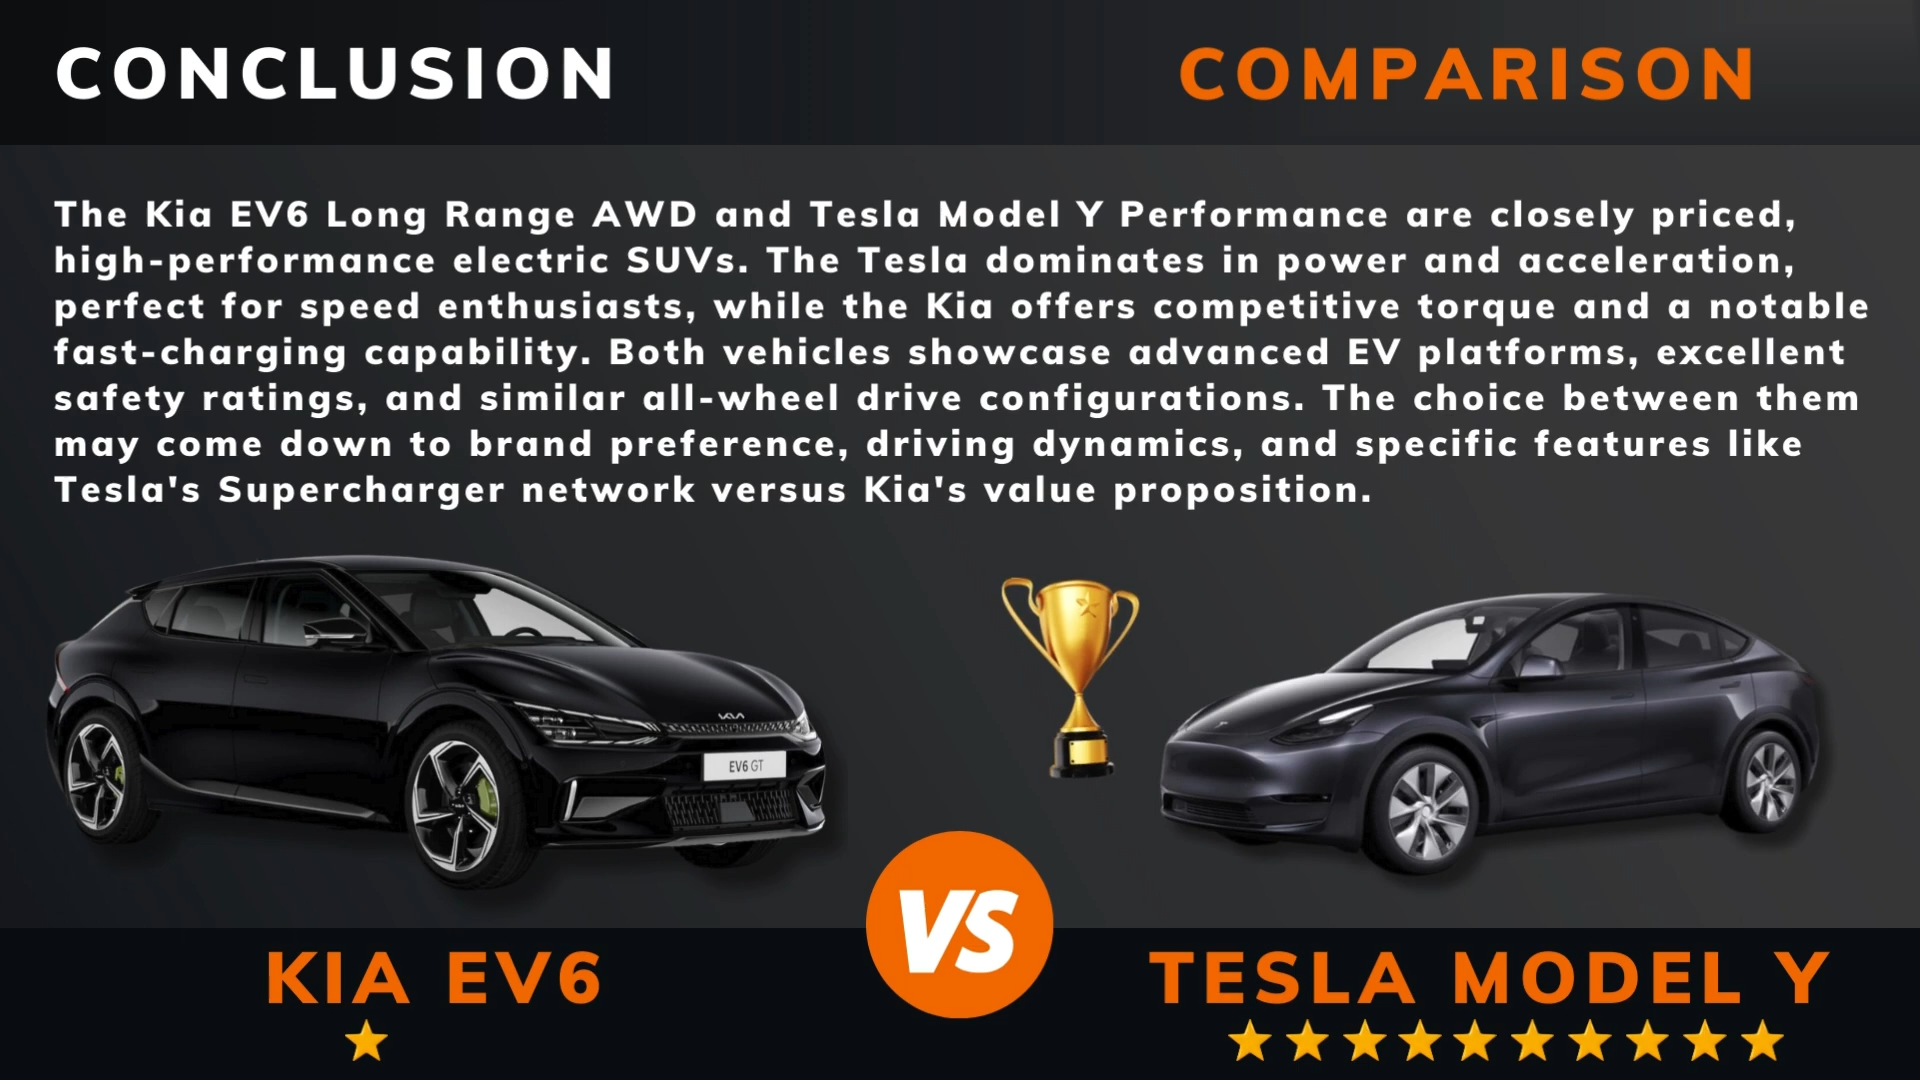 CONCLUSION
COMPARISON
The Kia EV6 Long Range AWD and Tesla Model Y Performance are closely priced,
high-performance electric SUVs. The Tesla dominates in power and acceleration,
perfect for speed enthusiasts, while the Kia offers competitive torque and a notable
fast-charging capability. Both vehicles showcase advanced EV platforms, excellent
safety ratings, and similar all-wheel drive configurations. The choice between them
may come down to brand preference, driving dynamics, and specific features like
Tesla's Supercharger network versus Kia's value proposition.
KIA
EV6 GT
VS
KIA EV6
TESLA MODEL Y